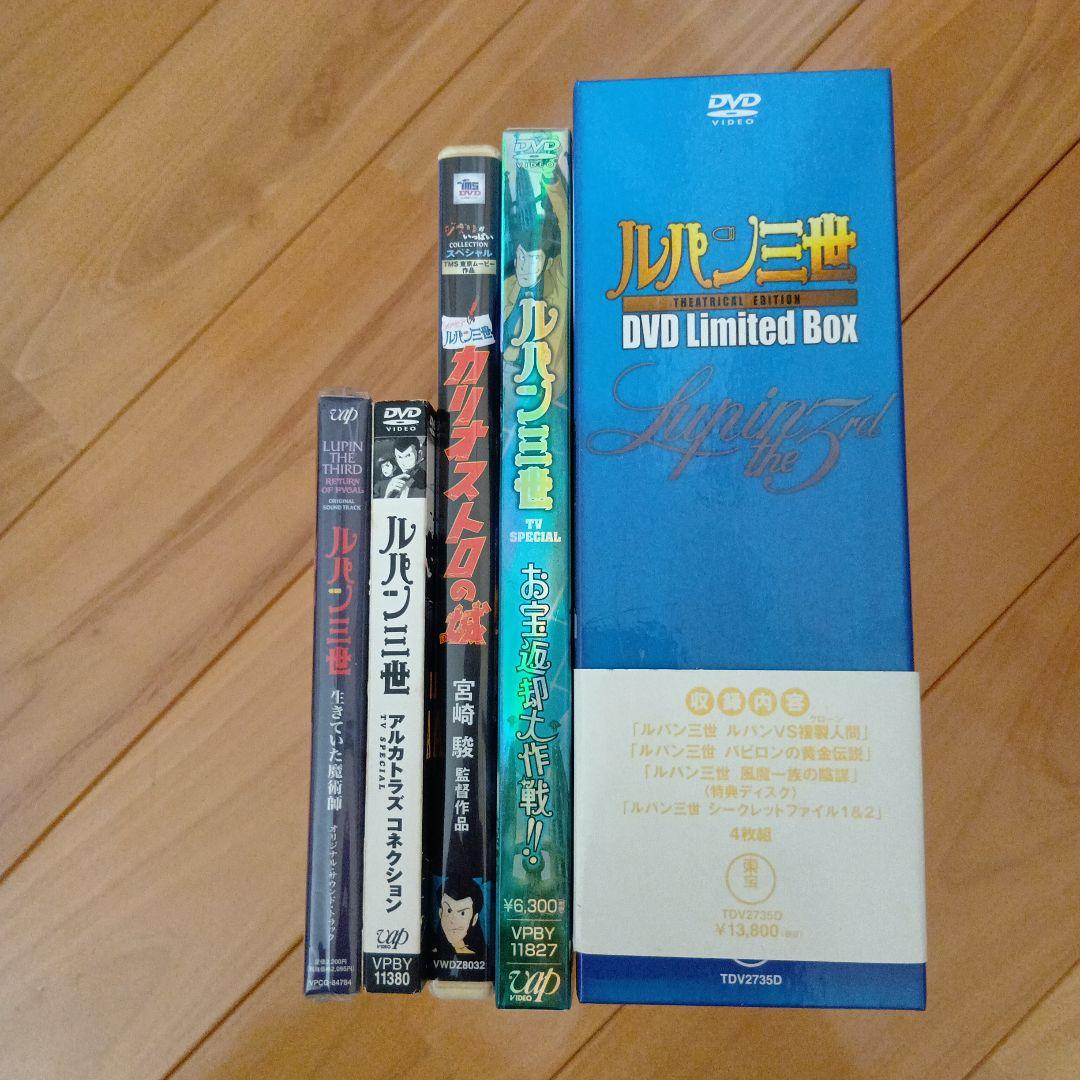 vap
LUPIN
THE
THIRD
RETURN
OF PYCAL
ORIGINAL
SOUND TRACK
ルパン三世
生きていた魔術師
オリジナル・サウンド・トラック
VPCG-84784
DVD
VIDEO
ルパン三世
TV SPECIAL
アルカトラズ コネクション
vap
VIDEO
VPBY
11380
TMS
DVD
ジブリが
いっぱい
COLLECTION
スペシャル
TMS 東京ムービー
作品
ルパン三世
カリオストロの城
宮崎 駿 監督作品
VWDZ8032
DVD
VIDEO
ルパン三世
TV
SPECIAL
お宝返却大作戦!!
¥6,300
VPBY
11827
vap
VIDEO
DVD
VIDEO
ルパン三世
THEATRICAL EDITION
DVD Limited Box
Lupin
the 3rd
収録内容
クローン
「ルパン三世 ルパンVS複製人間」
「ルパン三世 バビロンの黄金伝説」
「ルパン三世 風魔一族の陰謀」
(特典ディスク)
「ルパン三世 シークレットファイル1&2」
4枚組
東宝
TDV2735D
¥13,800
TDV2735D